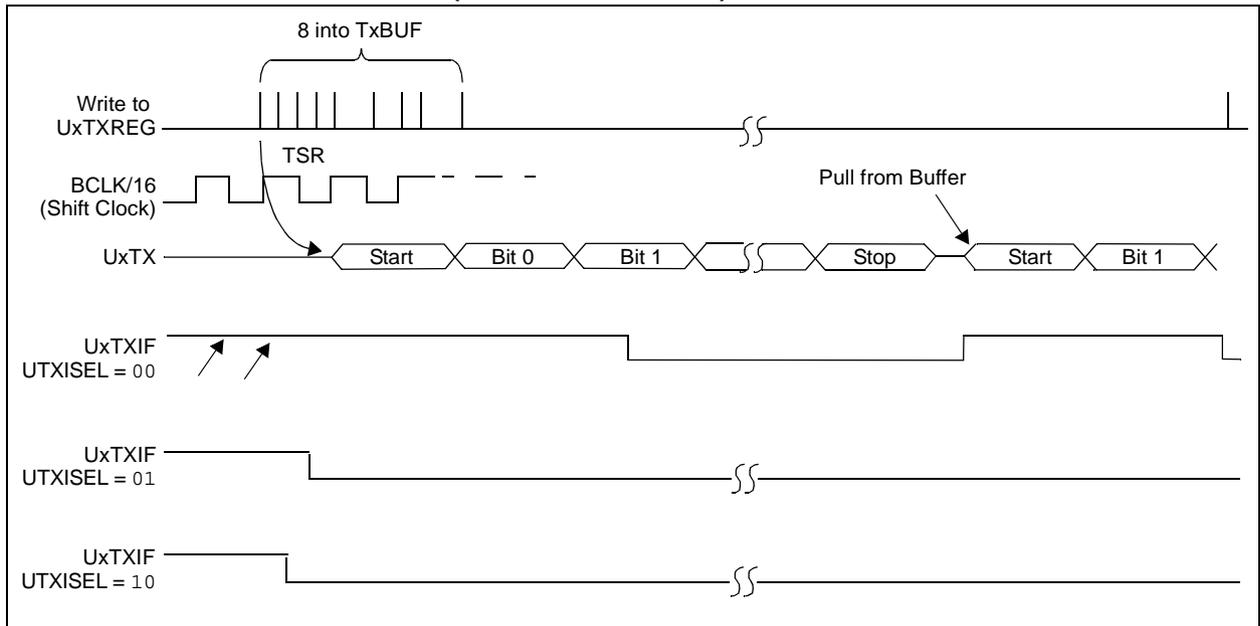 8 into TxBUF
Write to
UxTXREG
TSR
BCLK/16
(Shift Clock)
Pull from Buffer
UxTX
Start
Bit 0
Bit 1
Stop
Start
Bit 1
UxTXIF
UTXISEL = 00
UxTXIF
UTXISEL = 01
UxTXIF
UTXISEL = 10